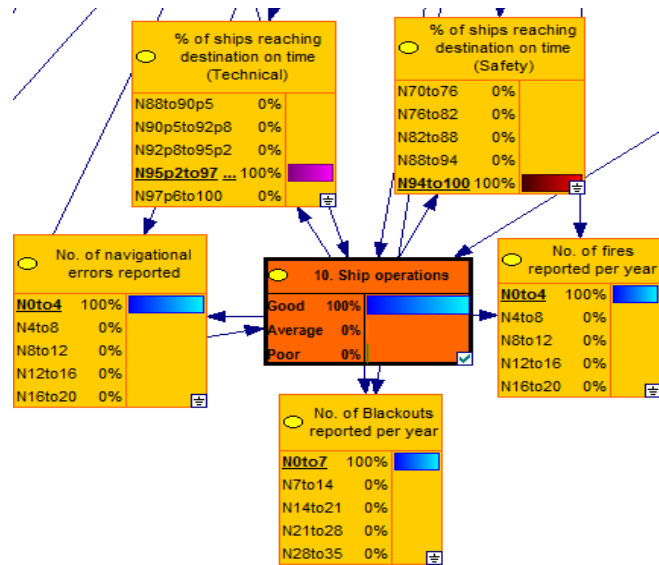 % of ships reaching
destination on time
(Technical)
N88to90p5 0%
N90p5to92p8 0%
N92p8to95p2 0%
N95p2to97 ... 100%
N97p6to100 0%
% of ships reaching
destination on time
(Safety)
N70to76 0%
N76to82 0%
N82to88 0%
N88to94 0%
N94to100 100%
No. of navigational
errors reported
N0to4 100%
N4to8 0%
N8to12 0%
N12to16 0%
N16to20 0%
10. Ship operations
Good 100%
Average 0%
Poor 0%
No. of fires
reported per year
N0to4 100%
N4to8 0%
N8to12 0%
N12to16 0%
N16to20 0%
No. of Blackouts
reported per year
N0to7 100%
N7to14 0%
N14to21 0%
N21to28 0%
N28to35 0%